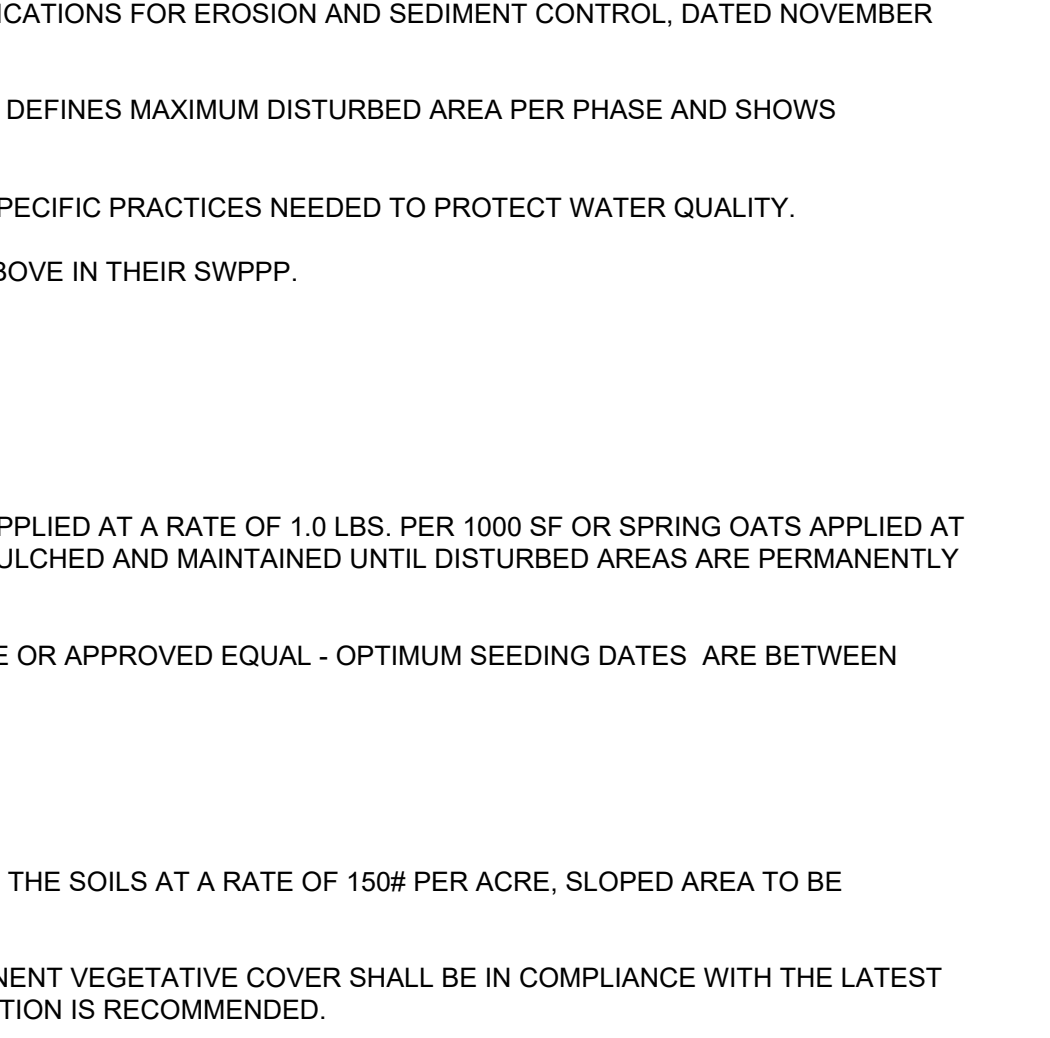 ICATIONS FOR EROSION AND SEDIMENT CONTROL, DATED NOVEMBER
DEFINES MAXIMUM DISTURBED AREA PER PHASE AND SHOWS
PECIFIC PRACTICES NEEDED TO PROTECT WATER QUALITY.
BOVE IN THEIR SWPPP.
PPLIED AT A RATE OF 1.0 LBS. PER 1000 SF OR SPRING OATS APPLIED AT
ULCHED AND MAINTAINED UNTIL DISTURBED AREAS ARE PERMANENTLY
E OR APPROVED EQUAL - OPTIMUM SEEDING DATES  ARE BETWEEN
THE SOILS AT A RATE OF 150# PER ACRE, SLOPED AREA TO BE
NENT VEGETATIVE COVER SHALL BE IN COMPLIANCE WITH THE LATEST
TION IS RECOMMENDED.